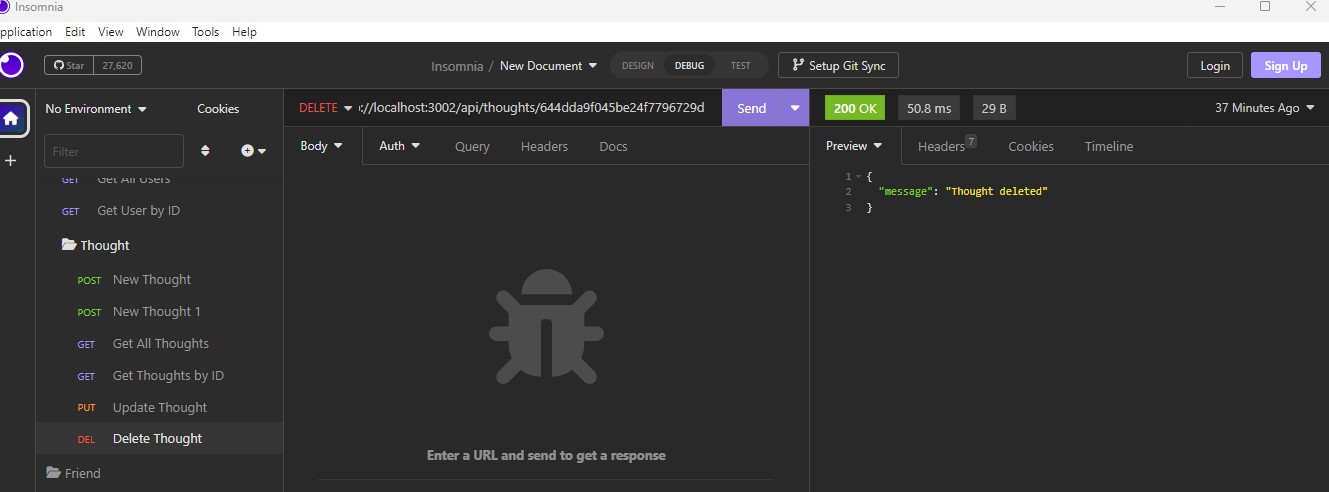 Insomnia
pplication Edit View Window Tools Help
Star 27,620
Insomnia / New Document
DESIGN DEBUG TEST
Setup Git Sync
Login Sign Up
No Environment Cookies
Filter
GET Get All Users
GET Get User by ID
Thought
POST New Thought
POST New Thought 1
GET Get All Thoughts
GET Get Thoughts by ID
PUT Update Thought
DEL Delete Thought
Friend
DELETE ://localhost:3002/api/thoughts/644dda9f045be24f7796729d Send
Body Auth Query Headers Docs
Enter a URL and send to get a response
200 OK 50.8 ms 29 B 37 Minutes Ago
Preview Headers 7 Cookies Timeline
1 {
2 "message": "Thought deleted"
3 }